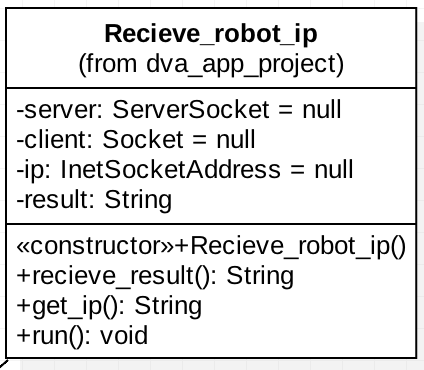 Recieve_robot_ip
(from dva_app_project)
-server: ServerSocket = null
-client: Socket = null
-ip: InetSocketAddress = null
-result: String
«constructor»+Recieve_robot_ip()
+recieve_result(): String
+get_ip(): String
+run(): void